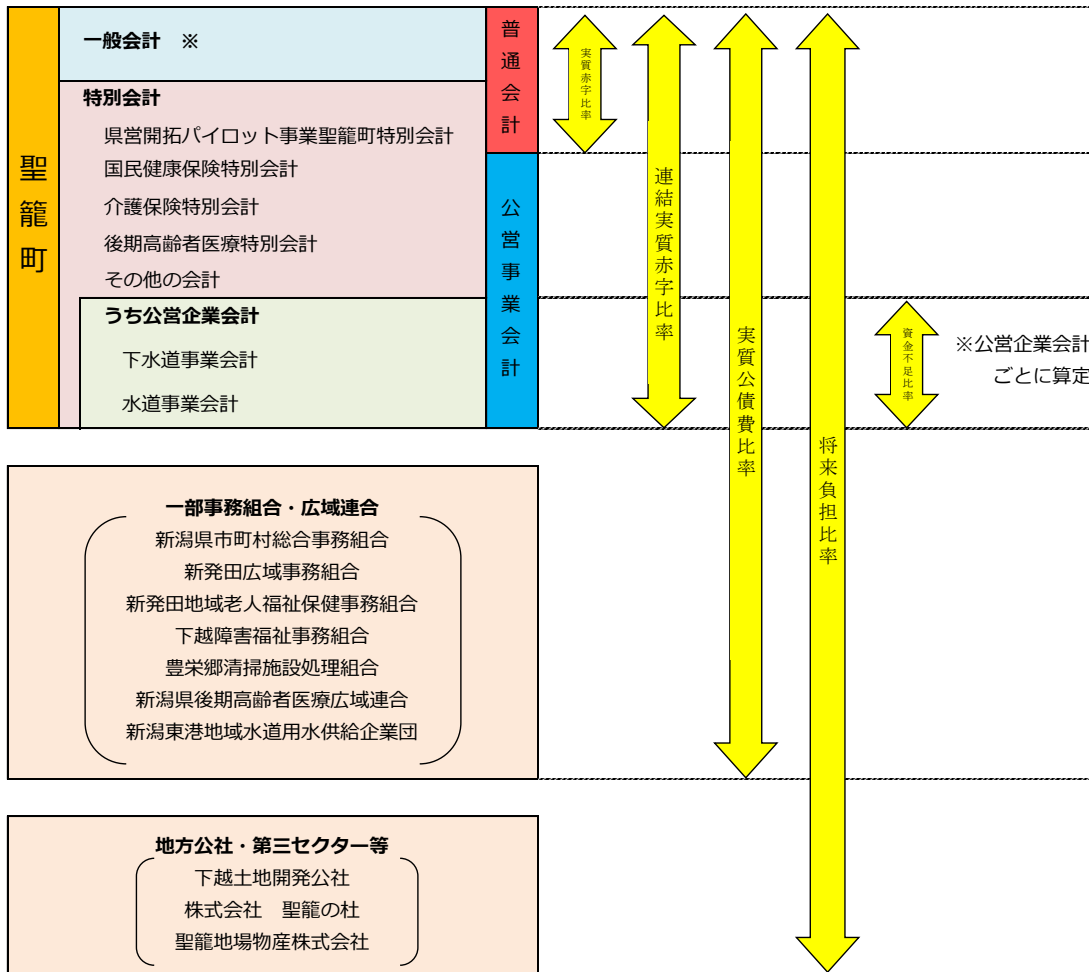 聖籠町
一般会計 ※
特別会計
県営開拓パイロット事業聖籠町特別会計
国民健康保険特別会計
介護保険特別会計
後期高齢者医療特別会計
その他の会計
うち公営企業会計
下水道事業会計
水道事業会計
普通会計
公営事業会計
実質赤字比率
連結実質赤字比率
実質公債費比率
将来負担比率
資金不足比率
※公営企業会計
ごとに算定
一部事務組合・広域連合
新潟県市町村総合事務組合
新発田広域事務組合
新発田地域老人福祉保健事務組合
下越障害福祉事務組合
豊栄郷清掃施設処理組合
新潟県後期高齢者医療広域連合
新潟東港地域水道用水供給企業団
地方公社・第三セクター等
下越土地開発公社
株式会社 聖籠の杜
聖籠地場物産株式会社